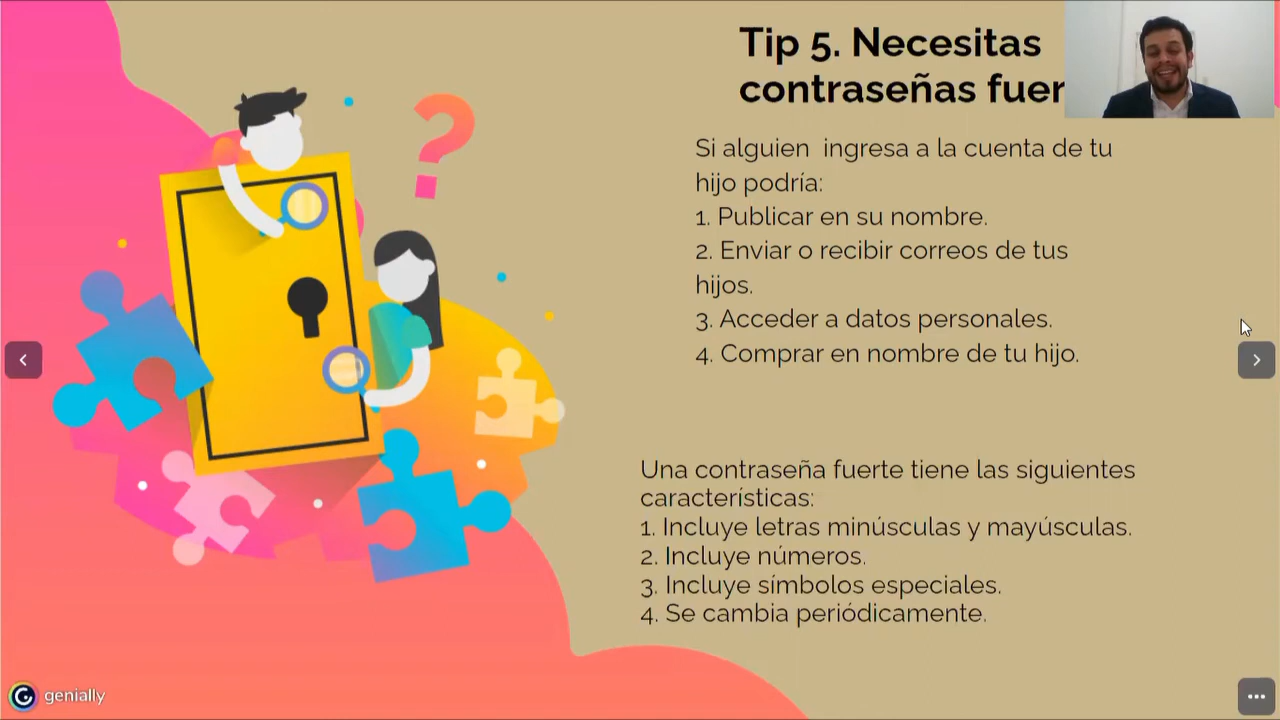 Tip 5. Necesitas
contraseñas
Si alguien ingresa a la cuenta de tu
hijo podría:
1. Publicar en su nombre.
2. Enviar o recibir correos de tus
hijos.
3. Acceder a datos personales.
4. Comprar en nombre de tu hijo.
?
Una contraseña fuerte tiene las siguientes
características:
1. Incluye letras minúsculas y mayúsculas.
2. Incluye números.
3. Incluye símbolos especiales.
4. Se cambia periódicamente.
genially